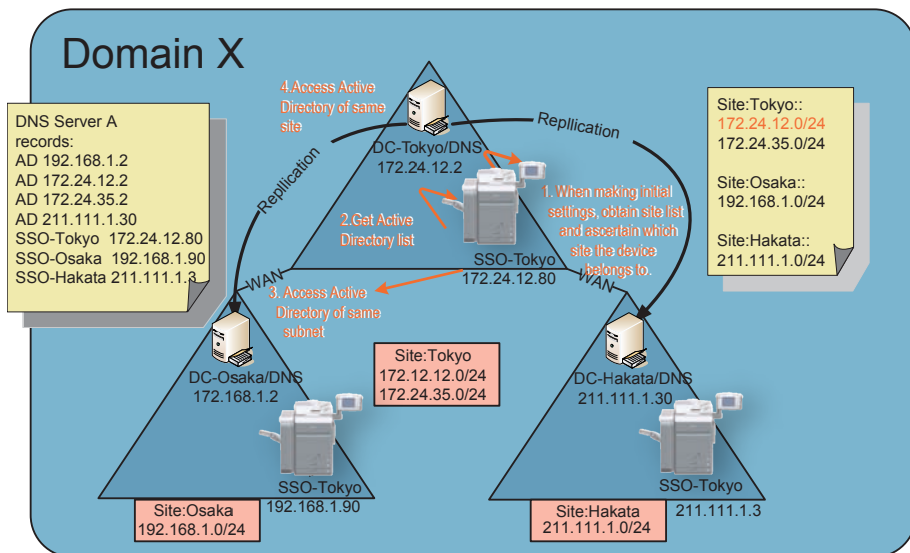 Domain X
DNS Server A
records:
AD 192.168.1.2
AD 172.24.12.2
AD 172.24.35.2
AD 211.111.1.30
SSO-Tokyo 172.24.12.80
SSO-Osaka 192.168.1.90
SSO-Hakata 211.111.1.3
4.Access Active
Directory of same
site
Repllication
DC-Tokyo/DNS
172.24.12.2
Repllication
2.Get Active
Directory list
1. When making initial
settings, obtain site list
and ascertain which
site the device
belongs to.
SSO-Tokyo
172.24.12.80
Site:Tokyo::
172.24.12.0/24
172.24.35.0/24
Site:Osaka::
192.168.1.0/24
Site:Hakata::
211.111.1.0/24
WAN
WAN
3. Access Active
Directory of same
subnet
DC-Osaka/DNS
172.168.1.2
Site:Tokyo
172.12.12.0/24
172.24.35.0/24
DC-Hakata/DNS
211.111.1.30
SSO-Tokyo
192.168.1.90
Site:Osaka
192.168.1.0/24
SSO-Tokyo
211.111.1.3
Site:Hakata
211.111.1.0/24